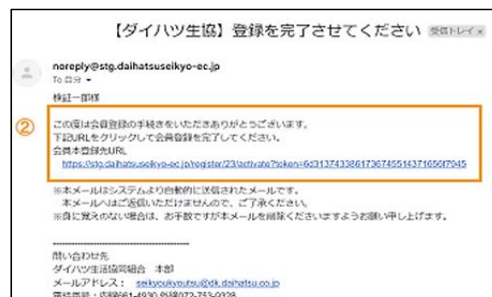 【ダイハツ生協】登録を完了させてください 受信トレイ×
noreply@stg.daihatsuseikyo-ec.jp
To 自分
検証一郎様
②
この度は会員登録の手続きをいただきありがとうございます。
下記URLをクリックして会員登録を完了してください。
会員本登録先URL
https://stg.daihatsuseikyo-ec.jp/register/23/activate?token=
※本メールはシステムより自動的に送信されたメールです。
本メールへはご返信いただけませんので、ご了承ください。
※身に覚えのない場合は、お手数ですが本メールを削除くださいますようお願い申し上げます。
問い合わせ先
ダイハツ生活協同組合 本部
メールアドレス： seikyoukyoutsu@dk.daihatsu.co.jp